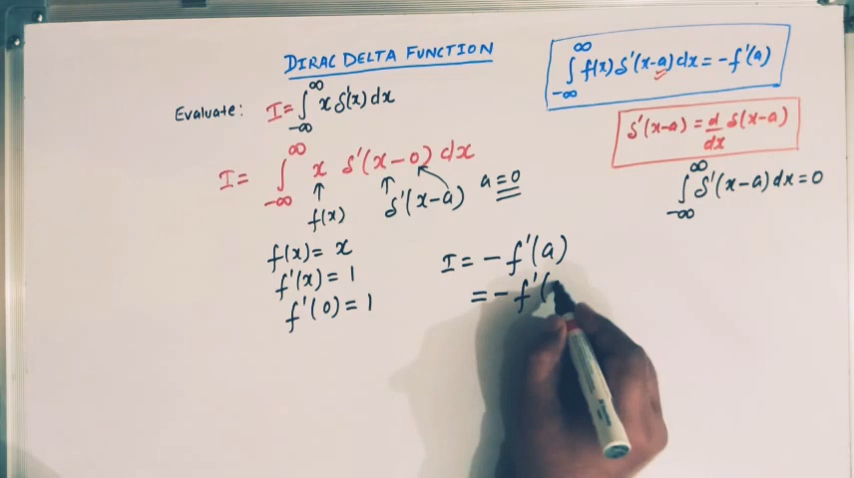 DIRAC DELTA FUNCTION
∫_{-∞}^{∞} f(x) δ'(x-a) dx = -f'(a)
Evaluate: I = ∫_{-∞}^{∞} x δ'(x) dx
δ'(x-a) = d/dx δ(x-a)
I = ∫_{-∞}^{∞} x δ'(x-0) dx
∫_{-∞}^{∞} δ'(x-a) dx = 0
↑ ↑
f(x) δ'(x-a) a = 0
f(x) = x
f'(x) = 1
f'(0) = 1
I = -f'(a)
= -f'(